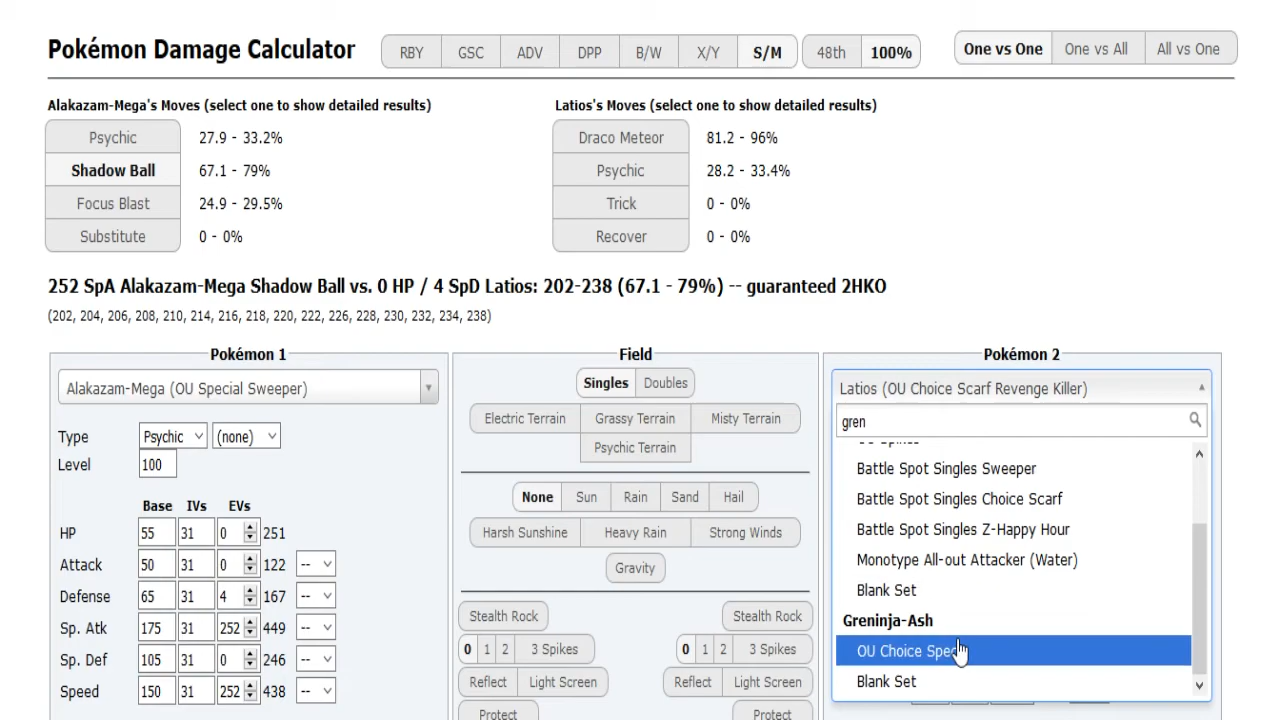 Pokémon Damage Calculator
RBY GSC ADV DPP B/W X/Y S/M 48th 100% One vs One One vs All All vs One
Alakazam-Mega's Moves (select one to show detailed results)
Psychic 27.9 - 33.2%
Shadow Ball 67.1 - 79%
Focus Blast 24.9 - 29.5%
Substitute 0 - 0%
Latios's Moves (select one to show detailed results)
Draco Meteor 81.2 - 96%
Psychic 28.2 - 33.4%
Trick 0 - 0%
Recover 0 - 0%
252 SpA Alakazam-Mega Shadow Ball vs. 0 HP / 4 SpD Latios: 202-238 (67.1 - 79%) -- guaranteed 2HKO
(202, 204, 206, 208, 210, 214, 216, 218, 220, 222, 226, 228, 230, 232, 234, 238)
Pokémon 1
Alakazam-Mega (OU Special Sweeper)
Type Psychic (none)
Level 100
Base IVs EVs
HP 55 31 0 251
Attack 50 31 0 122 --
Defense 65 31 4 167 --
Sp. Atk 175 31 252 449 --
Sp. Def 105 31 0 246 --
Speed 150 31 252 438 --
Field
Singles Doubles
Electric Terrain Grassy Terrain Misty Terrain
Psychic Terrain
None Sun Rain Sand Hail
Harsh Sunshine Heavy Rain Strong Winds
Gravity
Stealth Rock Stealth Rock
0 1 2 3 Spikes 0 1 2 3 Spikes
Reflect Light Screen Reflect Light Screen
Protect Protect
Pokémon 2
Latios (OU Choice Scarf Revenge Killer)
gren
Battle Spot Singles Sweeper
Battle Spot Singles Choice Scarf
Battle Spot Singles Z-Happy Hour
Monotype All-out Attacker (Water)
Blank Set
Greninja-Ash
OU Choice
Blank Set